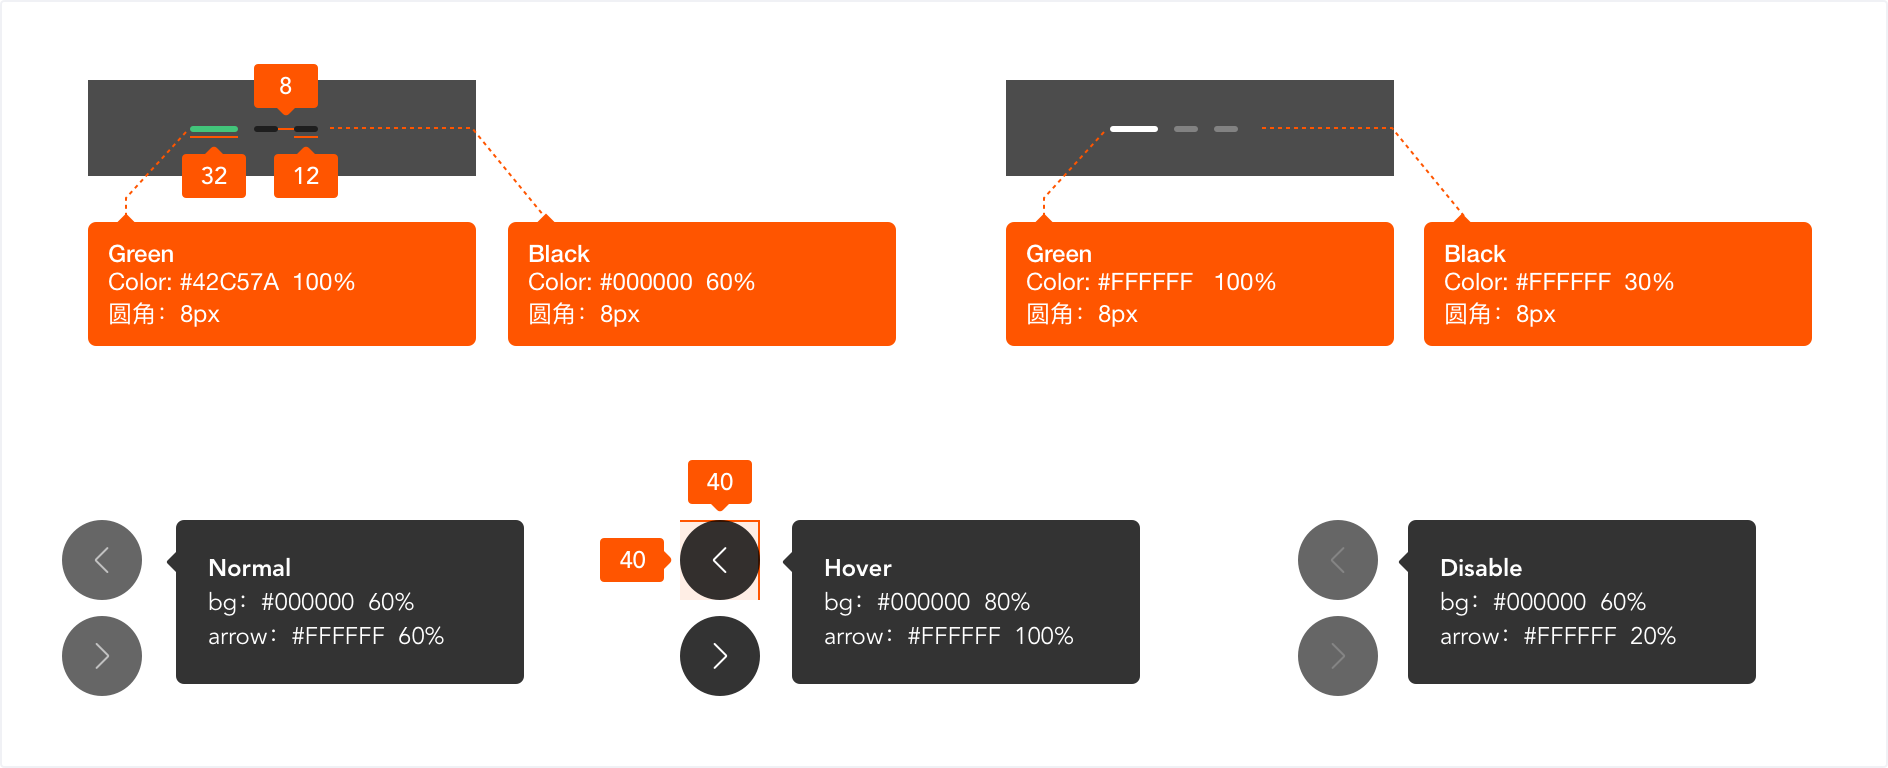 8
32
12
Green
Color: #42C57A 100%
圆角：8px
Black
Color: #000000 60%
圆角：8px
Green
Color: #FFFFFF 100%
圆角：8px
Black
Color: #FFFFFF 30%
圆角：8px
Normal
bg：#000000 60%
arrow：#FFFFFF 60%
40
40
Hover
bg：#000000 80%
arrow：#FFFFFF 100%
Disable
bg：#000000 60%
arrow：#FFFFFF 20%